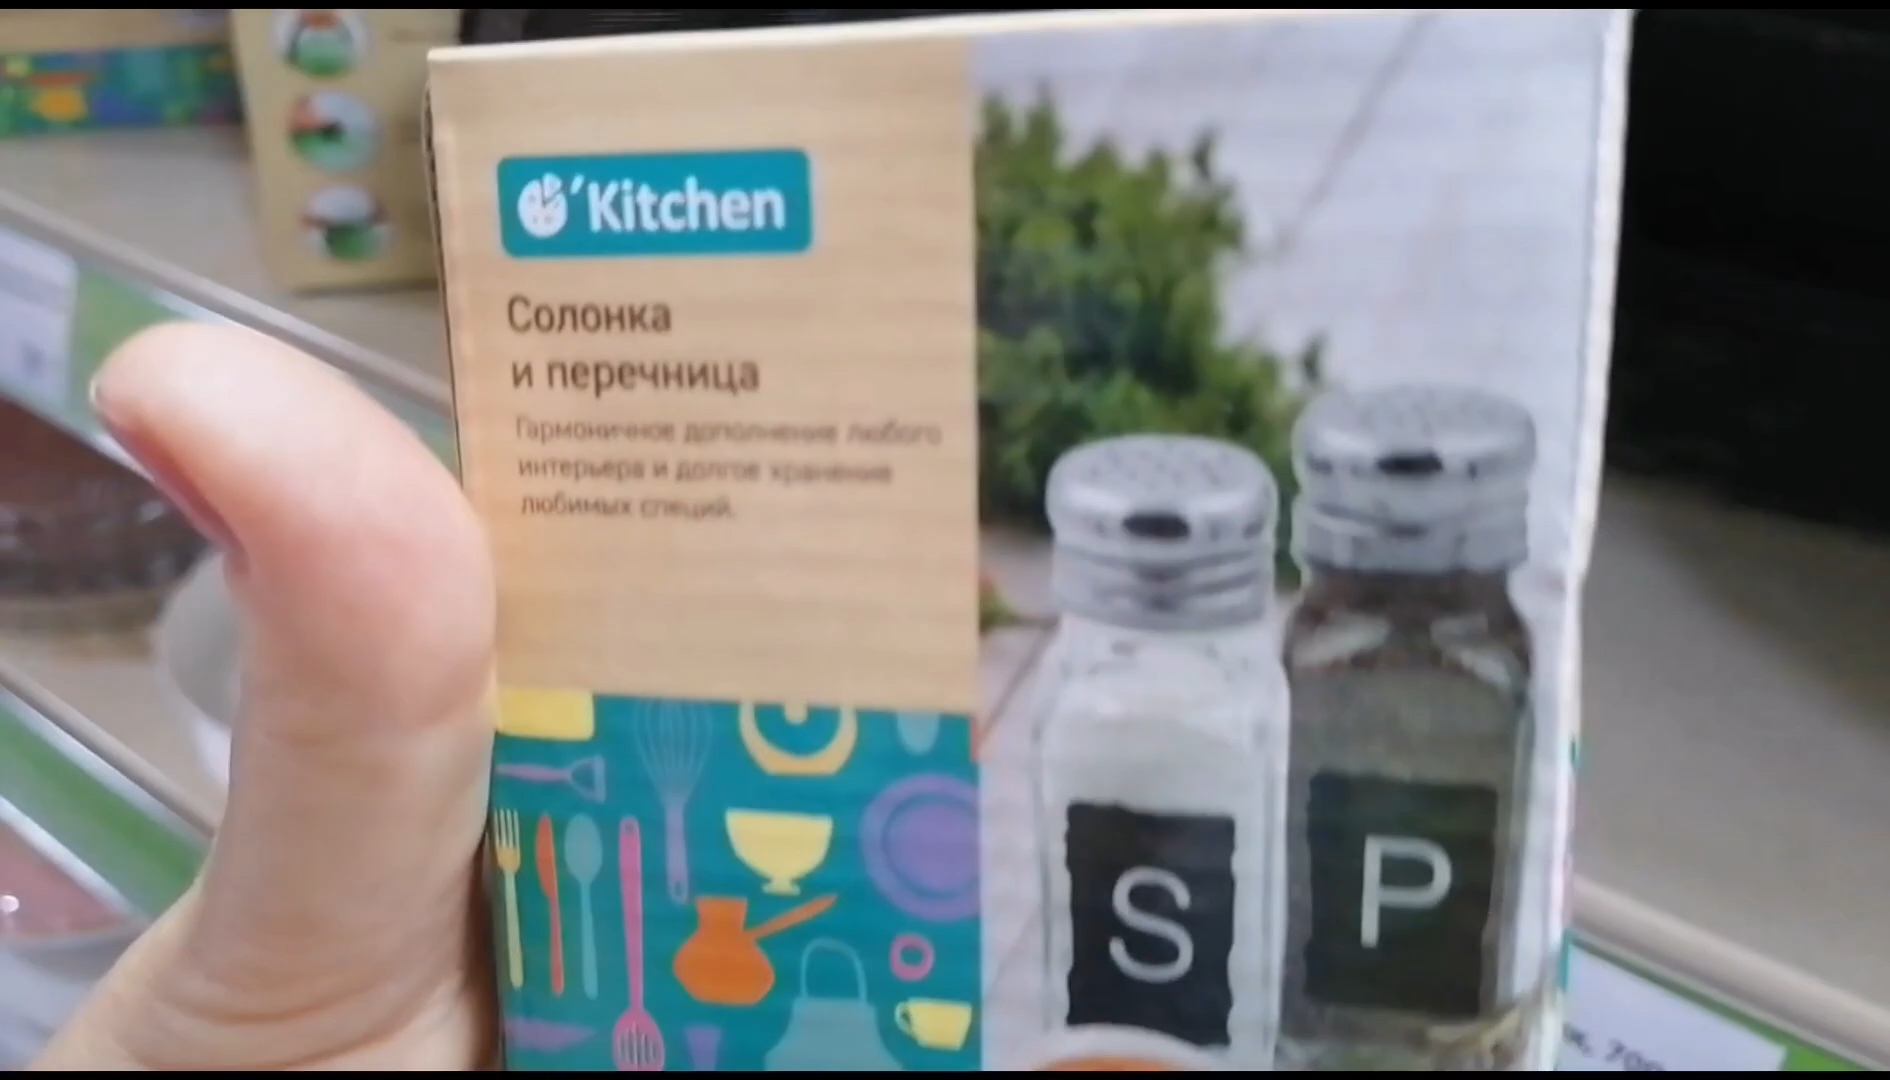 'Kitchen
Солонка
и перечница
Гармоничное дополнение любого
интерьера и долгое хранение
любимых специй.
S
P